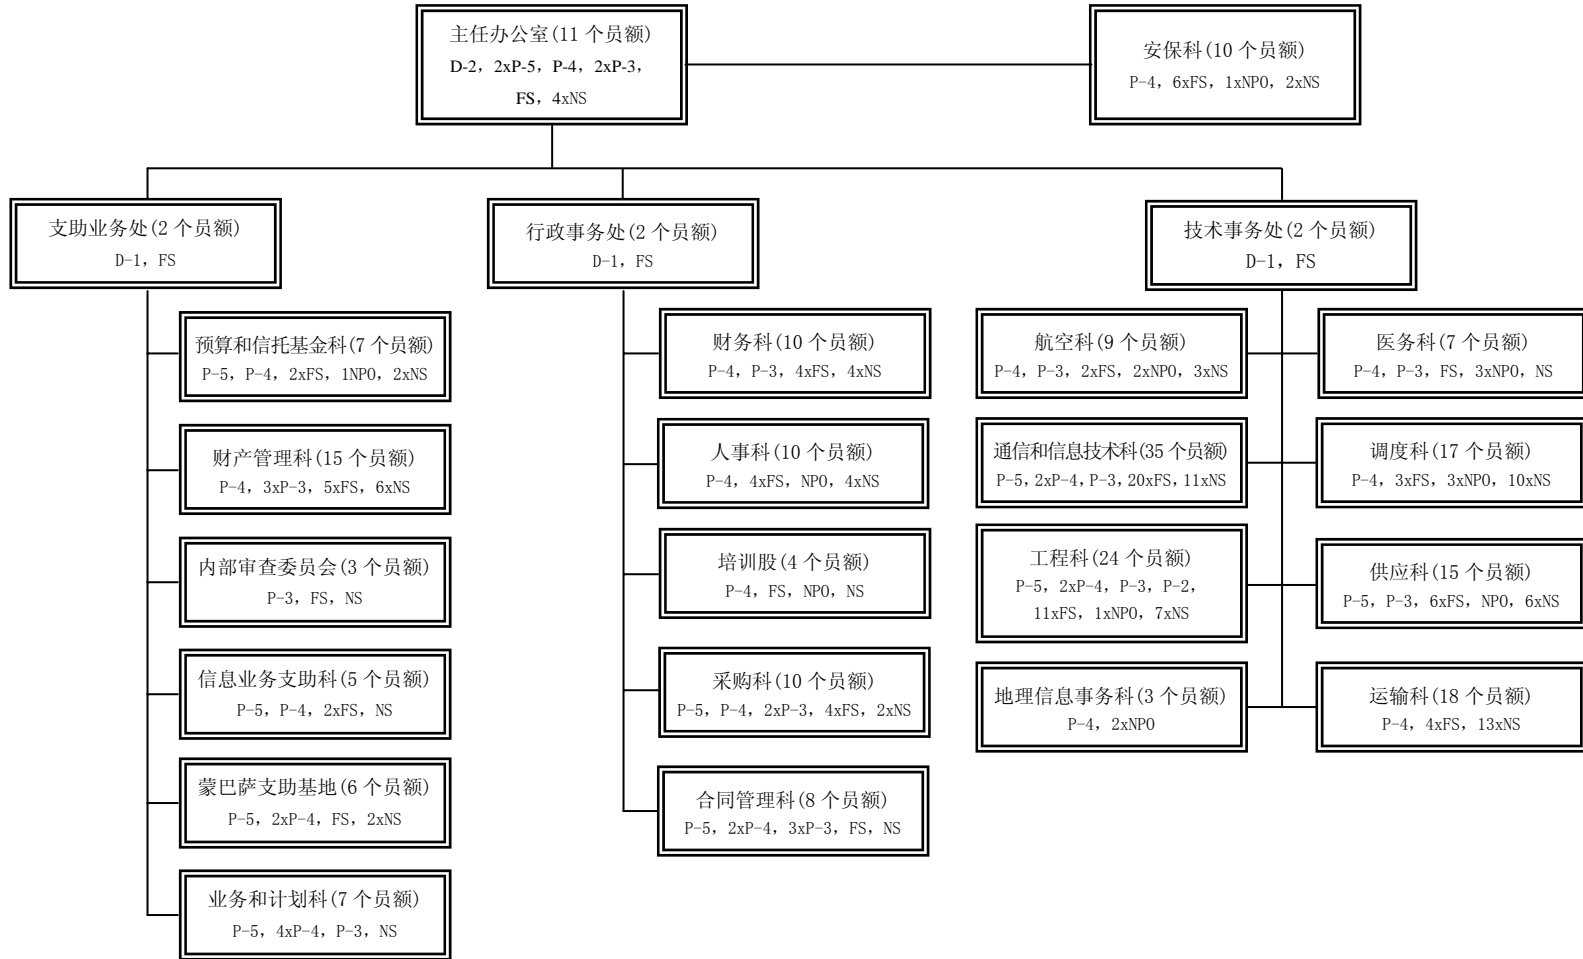 主任办公室(11 个员额)
D-2，2xP-5，P-4，2xP-3，
FS，4xNS
安保科(10 个员额)
P-4，6xFS，1xNPO，2xNS
支助业务处(2 个员额)
D-1，FS
行政事务处(2 个员额)
D-1，FS
技术事务处(2 个员额)
D-1，FS
预算和信托基金科(7 个员额)
P-5，P-4，2xFS，1NPO，2xNS
财产管理科(15 个员额)
P-4，3xP-3，5xFS，6xNS
内部审查委员会(3 个员额)
P-3，FS，NS
信息业务支助科(5 个员额)
P-5，P-4，2xFS，NS
蒙巴萨支助基地(6 个员额)
P-5，2xP-4，FS，2xNS
业务和计划科(7 个员额)
P-5，4xP-4，P-3，NS
财务科(10 个员额)
P-4，P-3，4xFS，4xNS
人事科(10 个员额)
P-4，4xFS，NPO，4xNS
培训股(4 个员额)
P-4，FS，NPO，NS
采购科(10 个员额)
P-5，P-4，2xP-3，4xFS，2xNS
合同管理科(8 个员额)
P-5，2xP-4，3xP-3，FS，NS
航空科(9 个员额)
P-4，P-3，2xFS，2xNPO，3xNS
通信和信息技术科(35 个员额)
P-5，2xP-4，P-3，20xFS，11xNS
工程科(24 个员额)
P-5，2xP-4，P-3，P-2，
11xFS，1xNPO，7xNS
地理信息事务科(3 个员额)
P-4，2xNPO
医务科(7 个员额)
P-4，P-3，FS，3xNPO，NS
调度科(17 个员额)
P-4，3xFS，3xNPO，10xNS
供应科(15 个员额)
P-5，P-3，6xFS，NPO，6xNS
运输科(18 个员额)
P-4，4xFS，13xNS